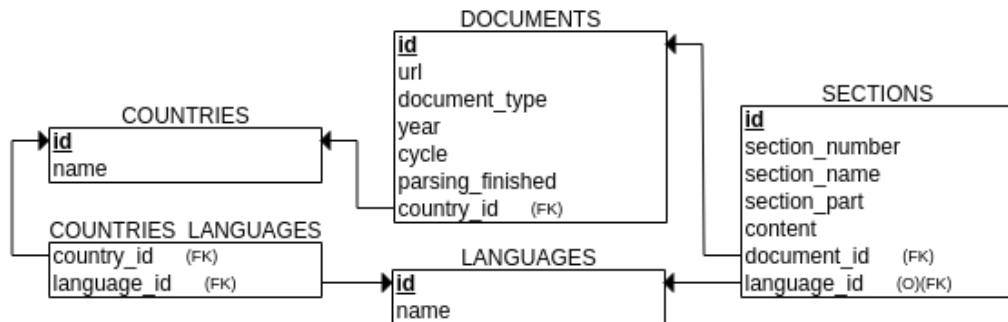 COUNTRIES
id
name
COUNTRIES_LANGUAGES
country_id (FK)
language_id (FK)
DOCUMENTS
id
url
document_type
year
cycle
parsing_finished
country_id (FK)
LANGUAGES
id
name
SECTIONS
id
section_number
section_name
section_part
content
document_id (FK)
language_id (O)(FK)